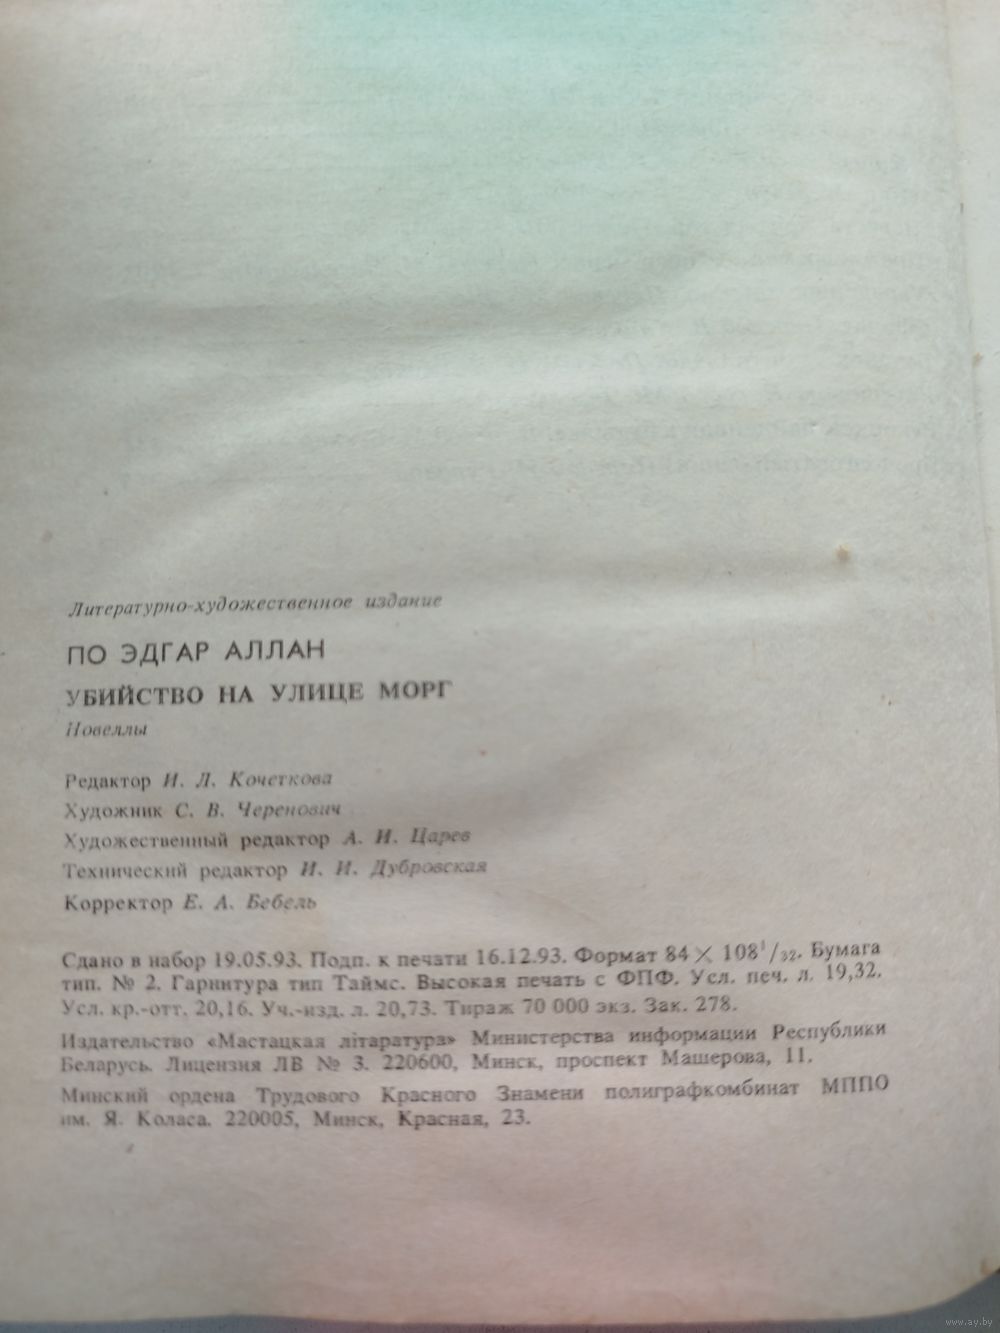 Литературно-художественное издание
ПО ЭДГАР АЛЛАН
УБИЙСТВО НА УЛИЦЕ МОРГ
Новеллы
Редактор И. Л. Кочеткова
Художник С. В. Черенович
Художественный редактор А. И. Царев
Технический редактор И. И. Дубровская
Корректор Е. А. Бебель
Сдано в набор 19.05.93. Подп. к печати 16.12.93. Формат 84 × 108¹/₃₂. Бумага
тип. № 2. Гарнитура тип Таймс. Высокая печать с ФПФ. Усл. печ. л. 19,32.
Усл. кр.-отт. 20,16. Уч.-изд. л. 20,73. Тираж 70 000 экз. Зак. 278.
Издательство «Мастацкая літаратура» Министерства информации Республики
Беларусь. Лицензия ЛВ № 3. 220600, Минск, проспект Машерова, 11.
Минский ордена Трудового Красного Знамени полиграфкомбинат МППО
им. Я. Коласа. 220005, Минск, Красная, 23.
www.ay.by